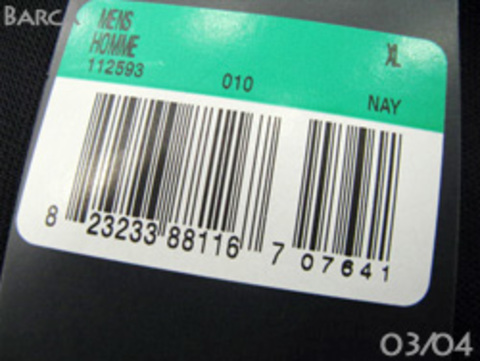 BARCA
MENS
HOMME
XL
112593
010
NAY
8 23233 88116 7 07641
03/04